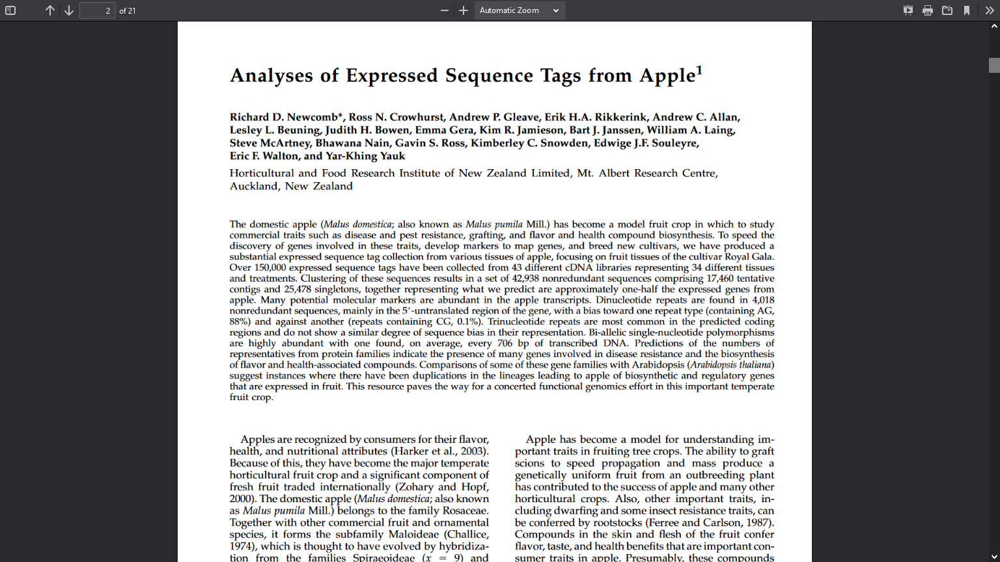 2 of 21 Automatic Zoom
Analyses of Expressed Sequence Tags from Apple1
Richard D. Newcomb*, Ross N. Crowhurst, Andrew P. Gleave, Erik H.A. Rikkerink, Andrew C. Allan,
Lesley L. Beuning, Judith H. Bowen, Emma Gera, Kim R. Jamieson, Bart J. Janssen, William A. Laing,
Steve McArtney, Bhawana Nain, Gavin S. Ross, Kimberley C. Snowden, Edwige J.F. Souleyre,
Eric F. Walton, and Yar-Khing Yauk
Horticultural and Food Research Institute of New Zealand Limited, Mt. Albert Research Centre,
Auckland, New Zealand
The domestic apple (Malus domestica; also known as Malus pumila Mill.) has become a model fruit crop in which to study
commercial traits such as disease and pest resistance, grafting, and flavor and health compound biosynthesis. To speed the
discovery of genes involved in these traits, develop markers to map genes, and breed new cultivars, we have produced a
substantial expressed sequence tag collection from various tissues of apple, focusing on fruit tissues of the cultivar Royal Gala.
Over 150,000 expressed sequence tags have been collected from 43 different cDNA libraries representing 34 different tissues
and treatments. Clustering of these sequences results in a set of 42,938 nonredundant sequences comprising 17,460 tentative
contigs and 25,478 singletons, together representing what we predict are approximately one-half the expressed genes from
apple. Many potential molecular markers are abundant in the apple transcripts. Dinucleotide repeats are found in 4,018
nonredundant sequences, mainly in the 5′-untranslated region of the gene, with a bias toward one repeat type (containing AG,
88%) and against another (repeats containing CG, 0.1%). Trinucleotide repeats are most common in the predicted coding
regions and do not show a similar degree of sequence bias in their representation. Bi-allelic single-nucleotide polymorphisms
are highly abundant with one found, on average, every 706 bp of transcribed DNA. Predictions of the numbers of
representatives from protein families indicate the presence of many genes involved in disease resistance and the biosynthesis
of flavor and health-associated compounds. Comparisons of some of these gene families with Arabidopsis (Arabidopsis thaliana)
suggest instances where there have been duplications in the lineages leading to apple of biosynthetic and regulatory genes
that are expressed in fruit. This resource paves the way for a concerted functional genomics effort in this important temperate
fruit crop.
Apples are recognized by consumers for their flavor,
health, and nutritional attributes (Harker et al., 2003).
Because of this, they have become the major temperate
horticultural fruit crop and a significant component of
fresh fruit traded internationally (Zohary and Hopf,
2000). The domestic apple (Malus domestica; also known
as Malus pumila Mill.) belongs to the family Rosaceae.
Together with other commercial fruit and ornamental
species, it forms the subfamily Maloideae (Challice,
1974), which is thought to have evolved by hybridiza-
tion from the families Spiraeoideae (x = 9) and
Apple has become a model for understanding im-
portant traits in fruiting tree crops. The ability to graft
scions to speed propagation and mass produce a
genetically uniform fruit from an outbreeding plant
has contributed to the success of apple and many other
horticultural crops. Also, other important traits, in-
cluding dwarfing and some insect resistance traits, can
be conferred by rootstocks (Ferree and Carlson, 1987).
Compounds in the skin and flesh of the fruit confer
flavor, taste, and health benefits that are important con-
sumer traits in apple. Presumably, these compounds